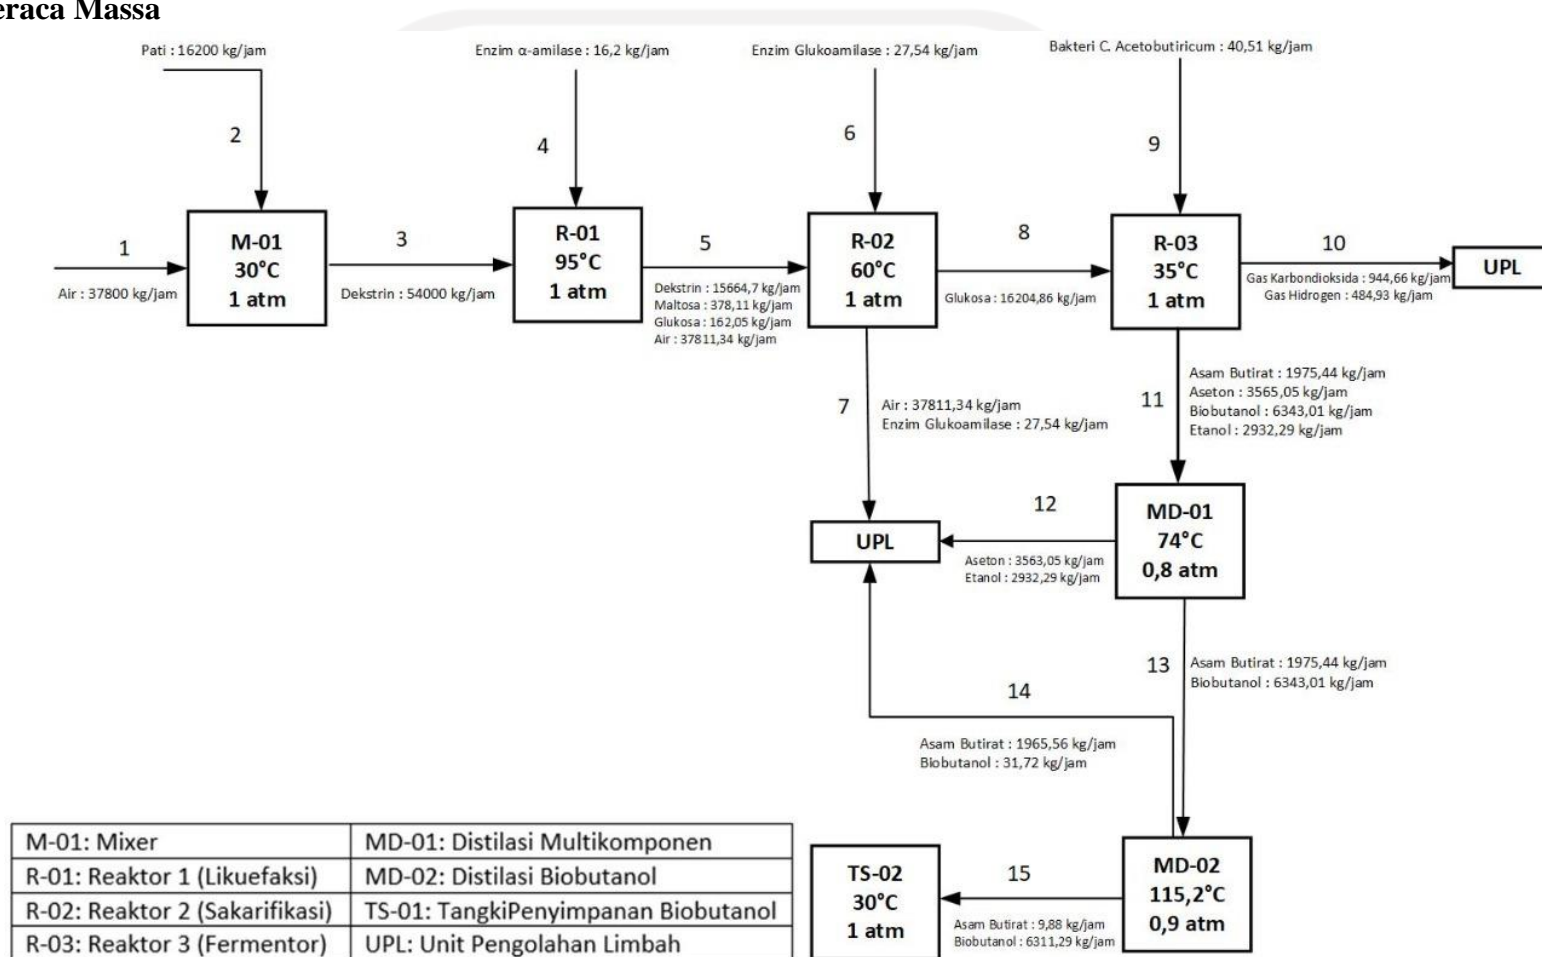 eraca Massa
Pati : 16200 kg/jam
Enzim α-amilase : 16,2 kg/jam
Enzim Glukoamilase : 27,54 kg/jam
Bakteri C. Acetobutiricum : 40,51 kg/jam
2
4
6
9
1
Air : 37800 kg/jam
M-01
30°C
1 atm
3
Dekstrin : 54000 kg/jam
R-01
95°C
1 atm
5
Dekstrin : 15664,7 kg/jam
Maltosa : 378,11 kg/jam
Glukosa : 162,05 kg/jam
Air : 37811,34 kg/jam
R-02
60°C
1 atm
8
Glukosa : 16204,86 kg/jam
R-03
35°C
1 atm
10
Gas Karbondioksida : 944,66 kg/jam
Gas Hidrogen : 484,93 kg/jam
UPL
7
Air : 37811,34 kg/jam
Enzim Glukoamilase : 27,54 kg/jam
11
Asam Butirat : 1975,44 kg/jam
Aseton : 3565,05 kg/jam
Biobutanol : 6343,01 kg/jam
Etanol : 2932,29 kg/jam
UPL
12
Aseton : 3563,05 kg/jam
Etanol : 2932,29 kg/jam
MD-01
74°C
0,8 atm
13
Asam Butirat : 1975,44 kg/jam
Biobutanol : 6343,01 kg/jam
14
Asam Butirat : 1965,56 kg/jam
Biobutanol : 31,72 kg/jam
M-01: Mixer
MD-01: Distilasi Multikomponen
R-01: Reaktor 1 (Likuefaksi)
MD-02: Distilasi Biobutanol
R-02: Reaktor 2 (Sakarifikasi)
TS-01: TangkiPenyimpanan Biobutanol
R-03: Reaktor 3 (Fermentor)
UPL: Unit Pengolahan Limbah
TS-02
30°C
1 atm
15
Asam Butirat : 9,88 kg/jam
Biobutanol : 6311,29 kg/jam
MD-02
115,2°C
0,9 atm